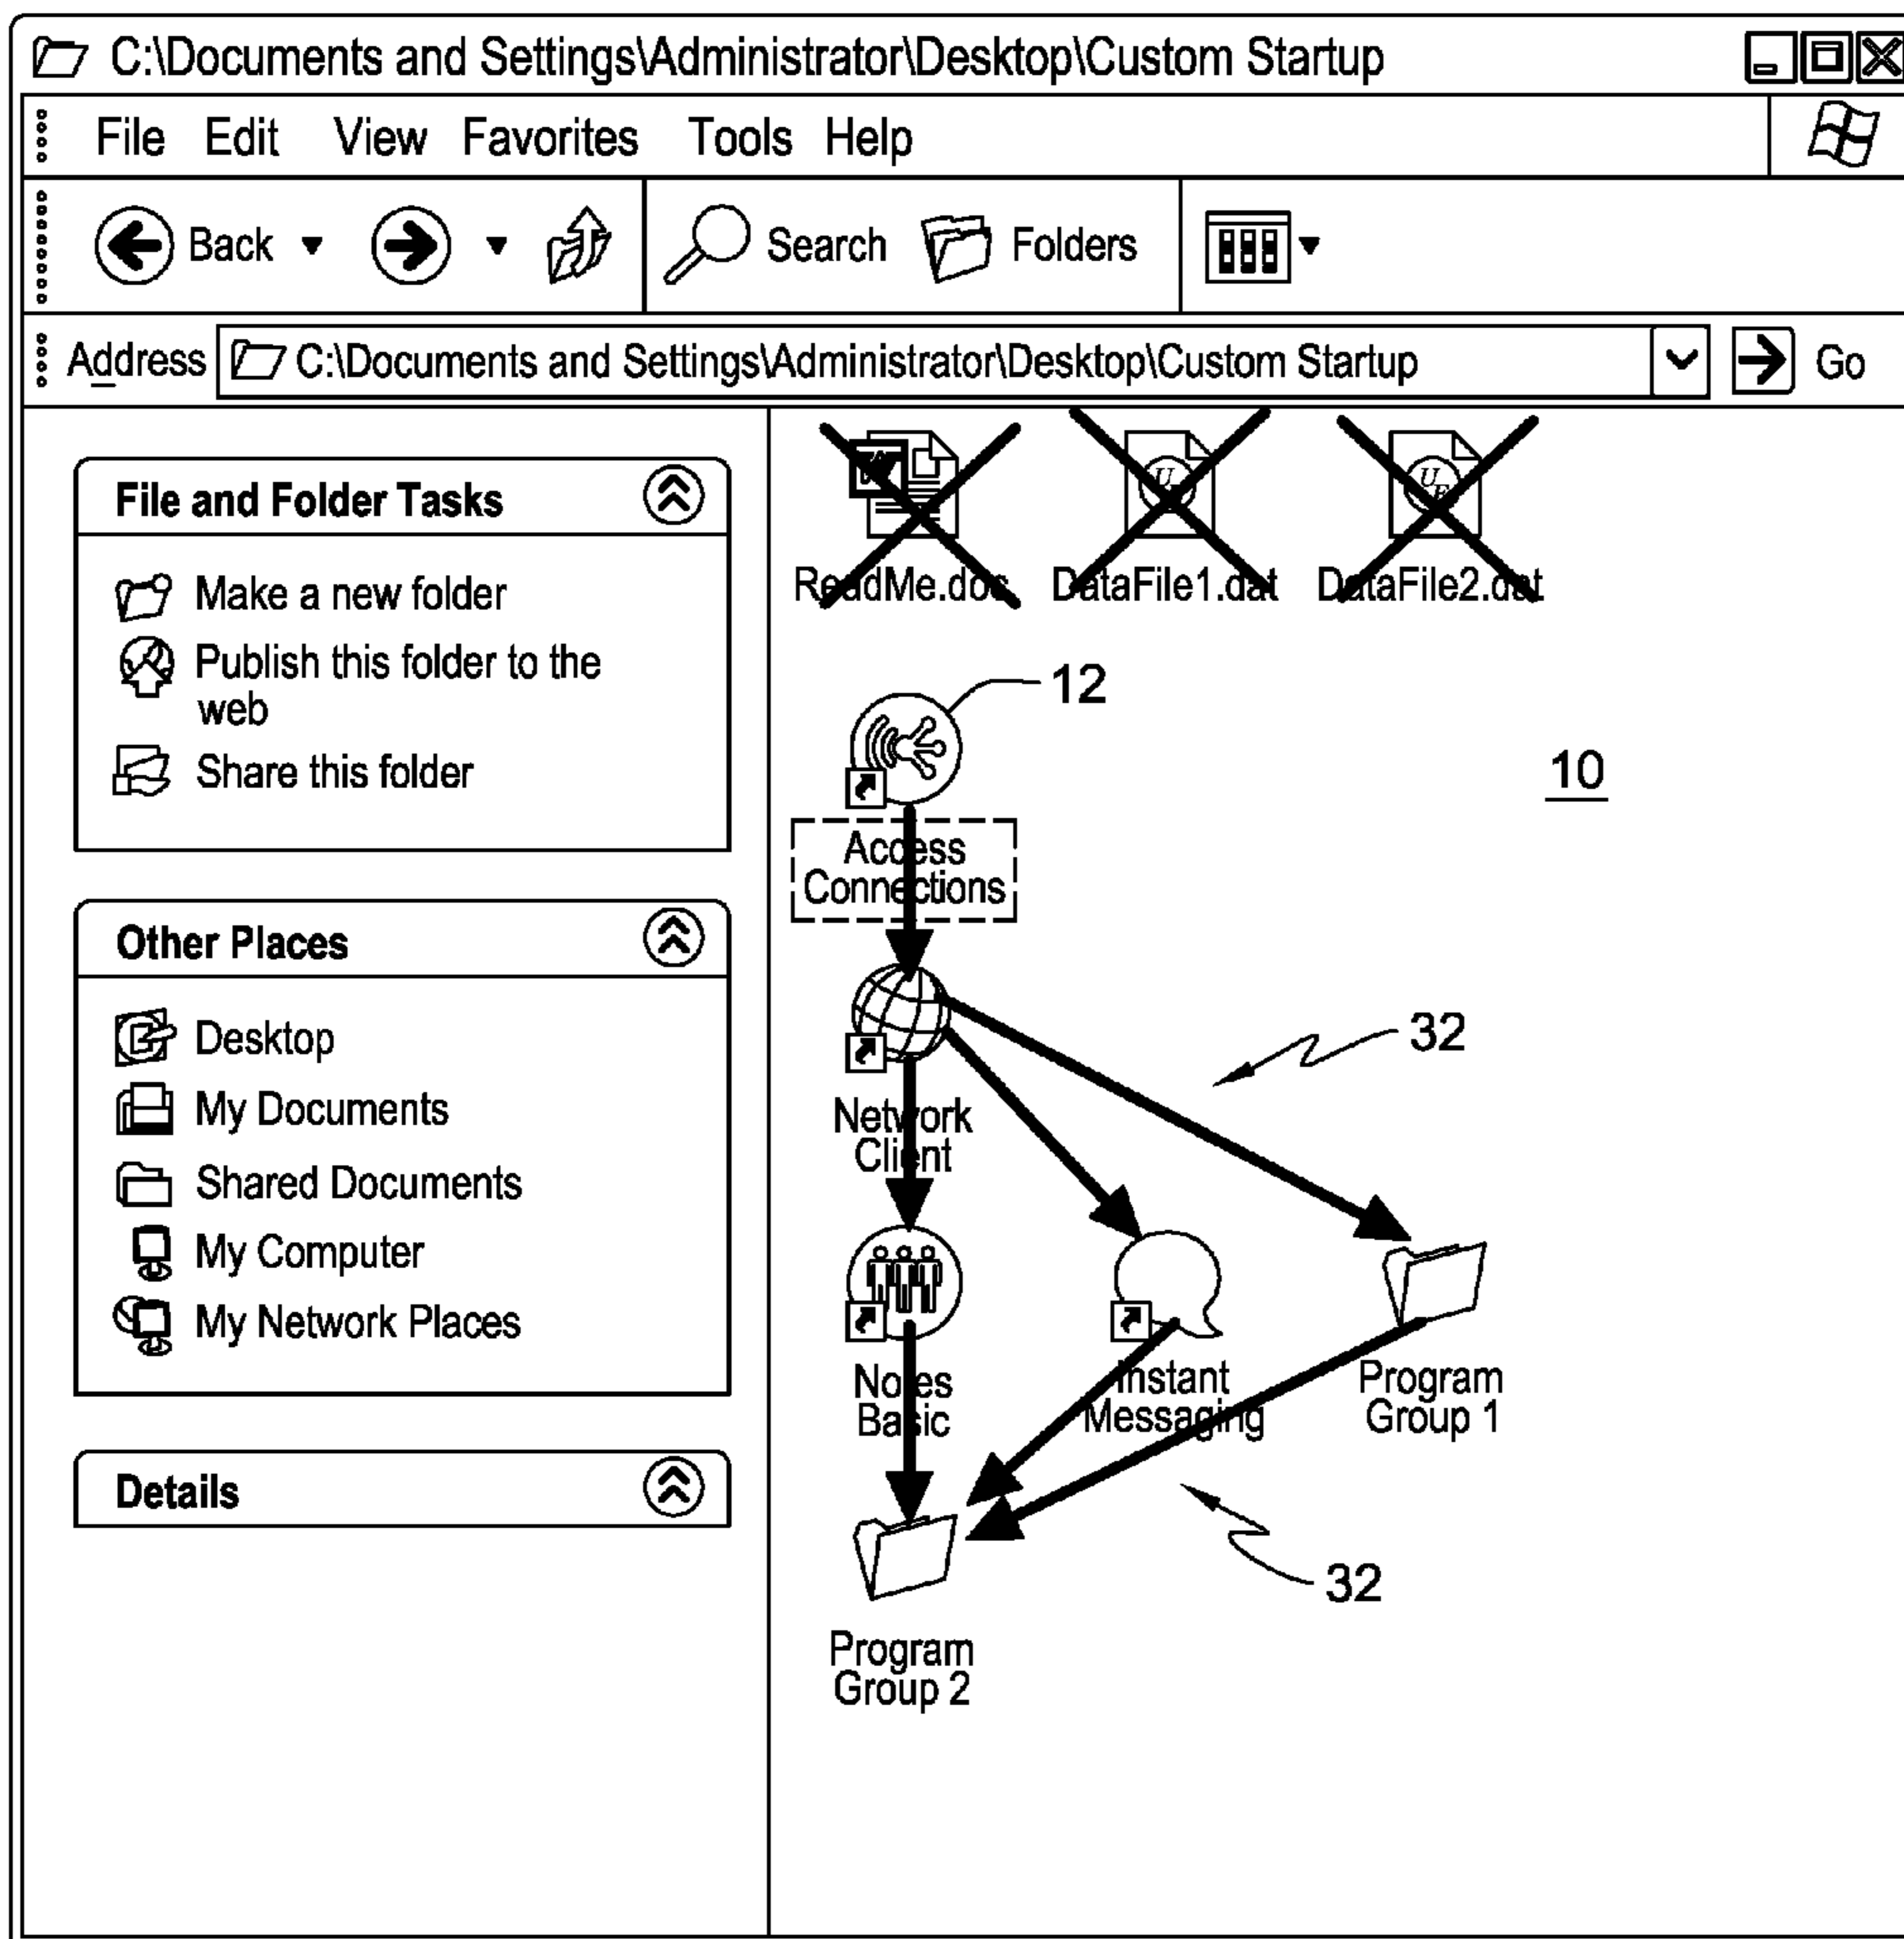 C:\Documents and Settings\Administrator\Desktop\Custom Startup
File Edit View Favorites Tools Help
Back Search Folders
Address C:\Documents and Settings\Administrator\Desktop\Custom Startup Go
File and Folder Tasks
Make a new folder
Publish this folder to the
web
Share this folder
Other Places
Desktop
My Documents
Shared Documents
My Computer
My Network Places
Details
ReadMe.doc DataFile1.dat DataFile2.dat
12
10
Access
Connections
32
Network
Client
Notes
Basic
Instant
Messaging
Program
Group 1
32
Program
Group 2